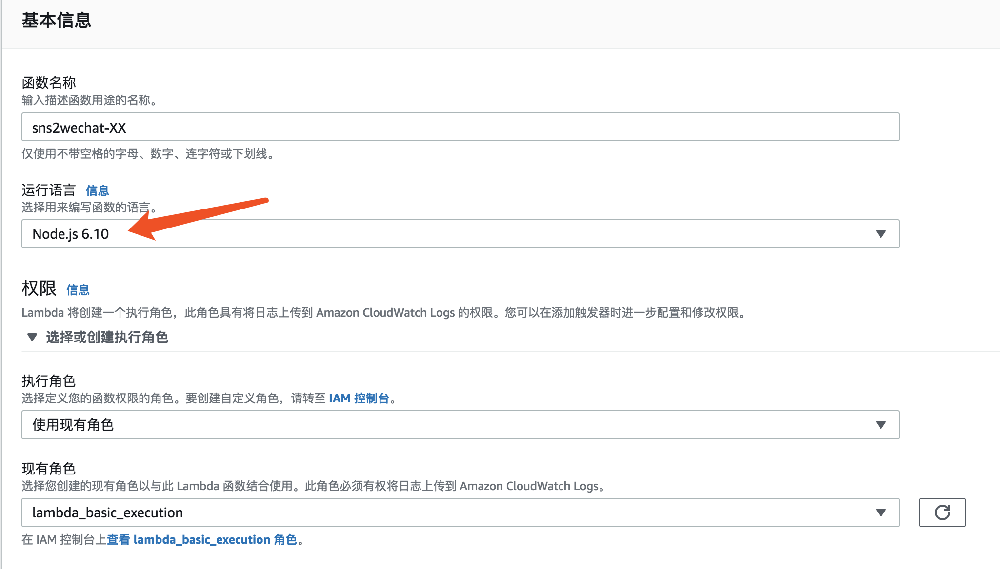 基本信息
函数名称
输入描述函数用途的名称。
sns2wechat-XX
仅使用不带空格的字母、数字、连字符或下划线。
运行语言 信息
选择用来编写函数的语言。
Node.js 6.10
权限 信息
Lambda 将创建一个执行角色，此角色具有将日志上传到 Amazon CloudWatch Logs 的权限。您可以在添加触发器时进一步配置和修改权限。
选择或创建执行角色
执行角色
选择定义您的函数权限的角色。要创建自定义角色，请转至 IAM 控制台。
使用现有角色
现有角色
选择您创建的现有角色以与此 Lambda 函数结合使用。此角色必须有权将日志上传到 Amazon CloudWatch Logs。
lambda_basic_execution
在 IAM 控制台上查看 lambda_basic_execution 角色。